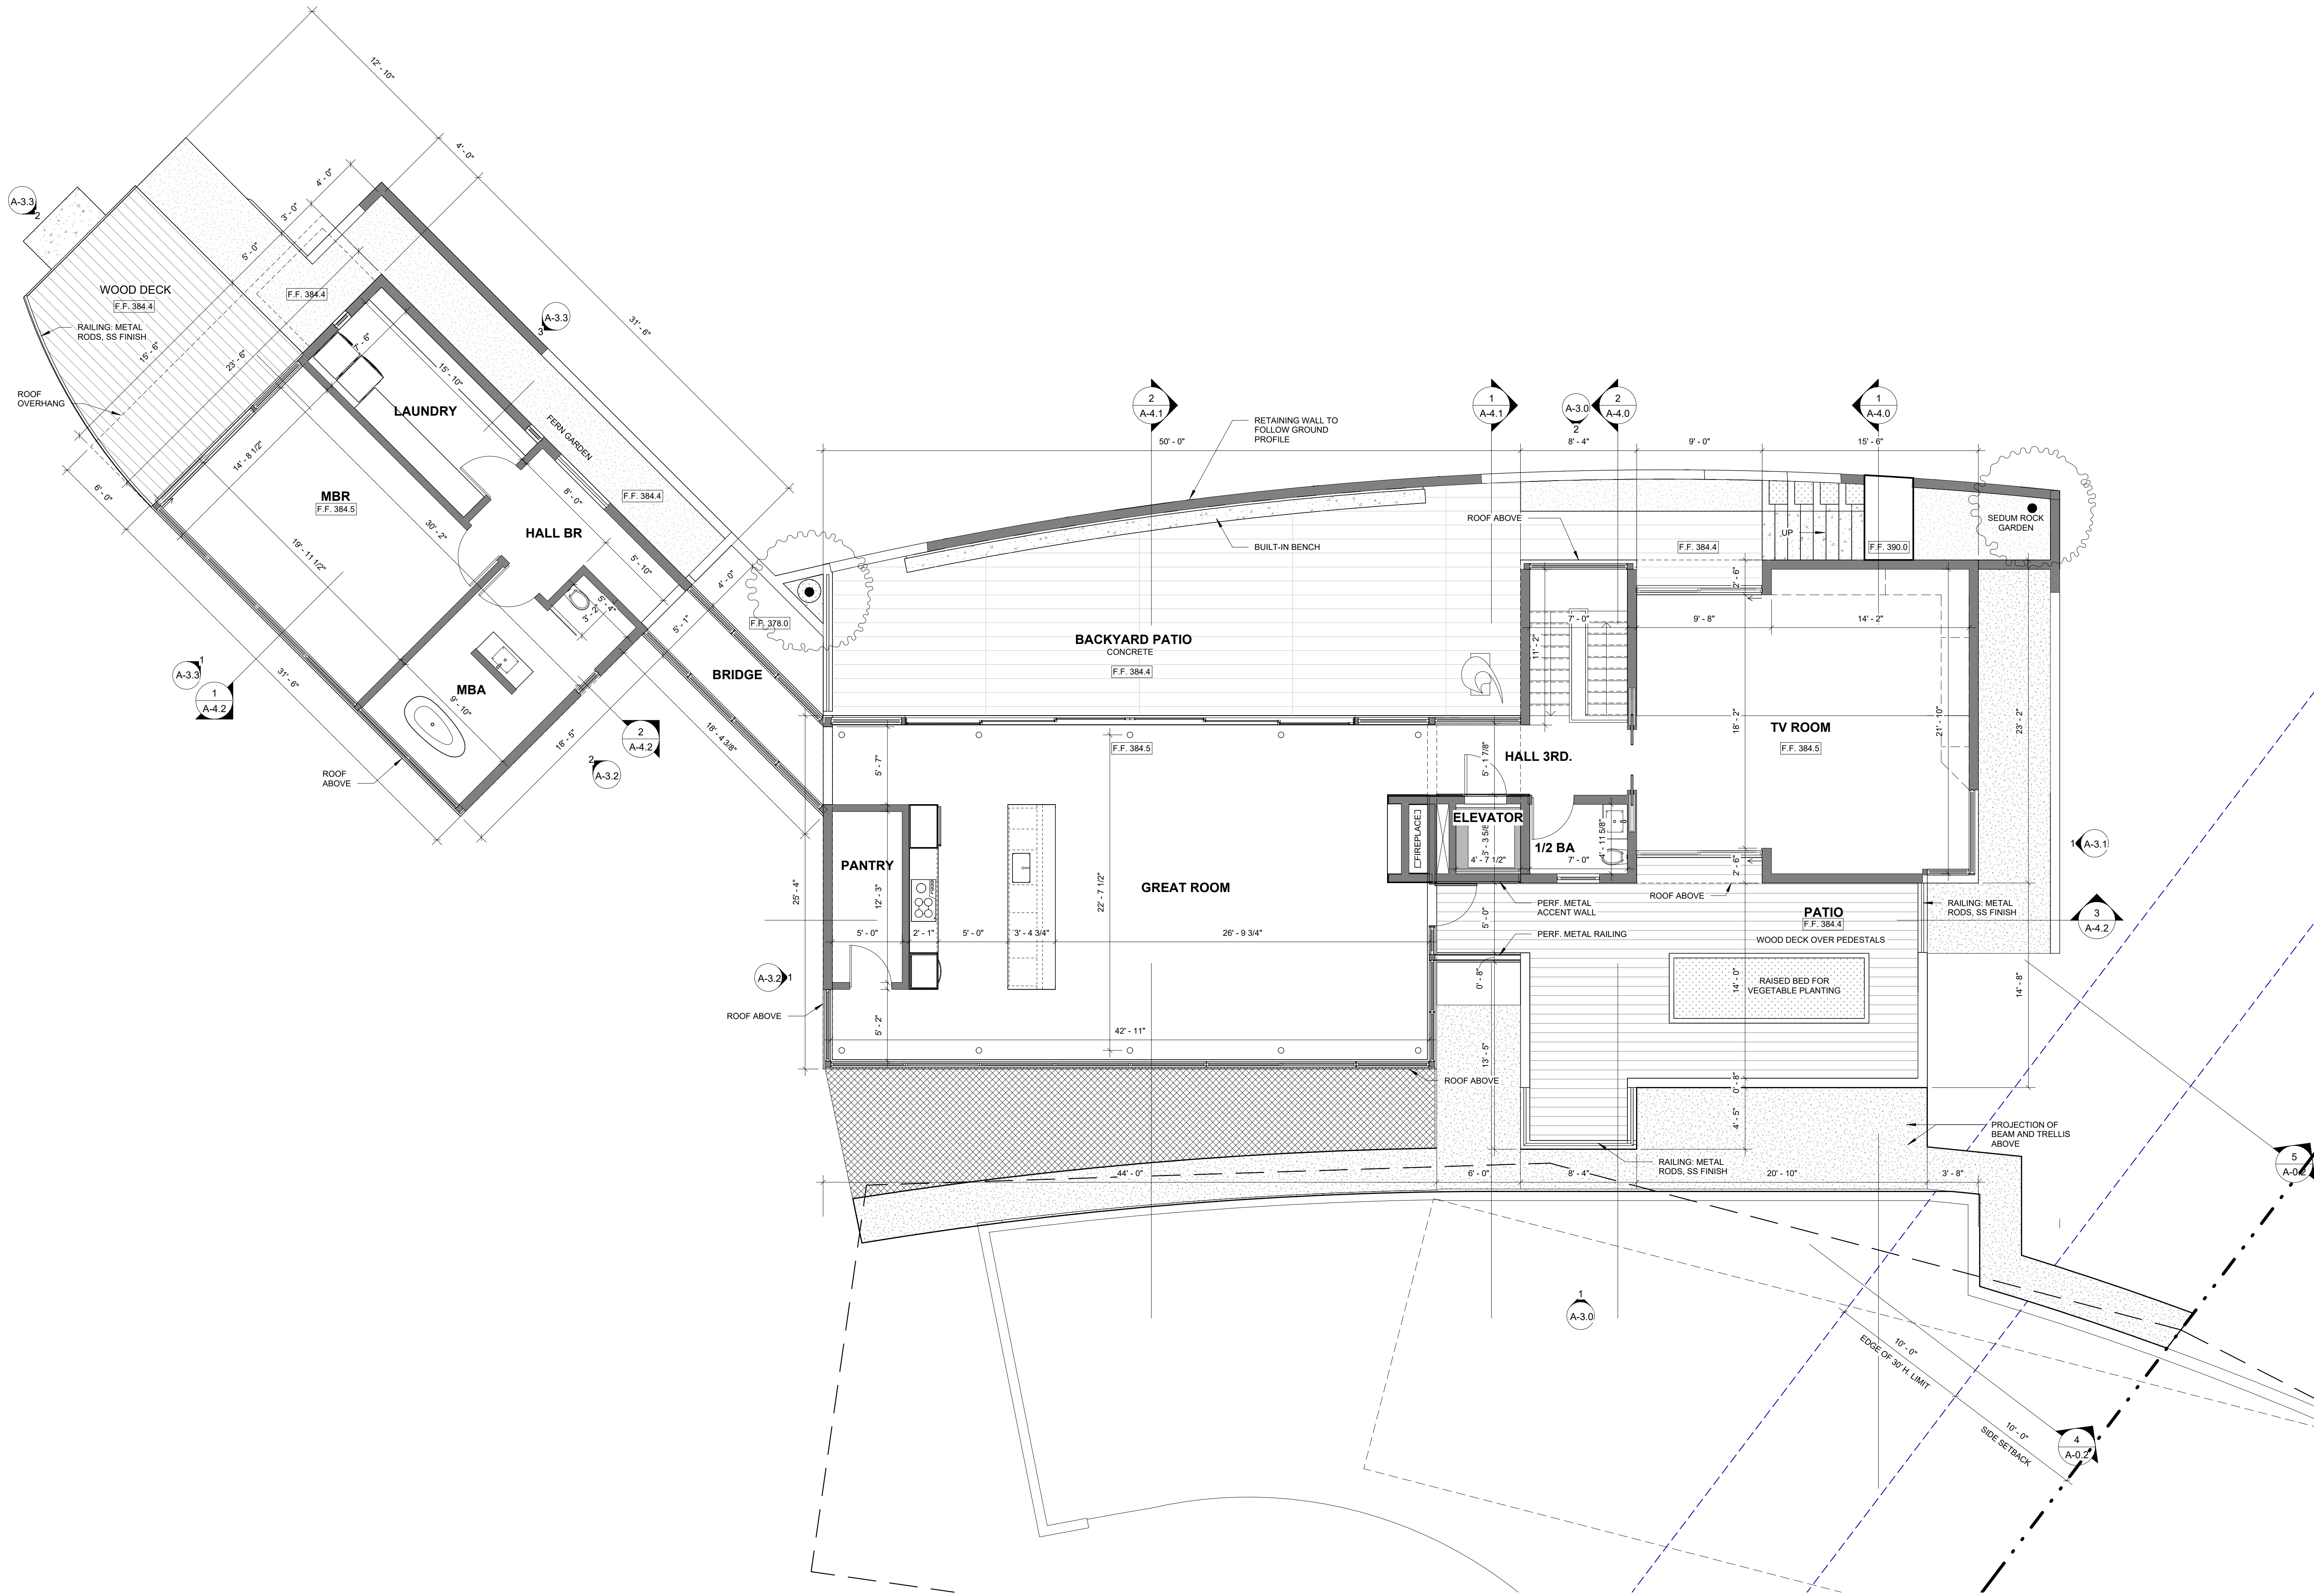 12' - 10"
4' - 0"
4' - 0"
3' - 0"
5' - 0"
A-3.3
2
WOOD DECK
F.F. 384.4
F.F. 384.4
RAILING: METAL
RODS, SS FINISH
15' - 6"
23' - 6"
7' - 6"
15' - 10"
A-3.3
3
31' - 6"
ROOF
OVERHANG
LAUNDRY
FERN GARDEN
14' - 8 1/2"
6' - 0"
MBR
F.F. 384.5
F.F. 384.4
8' - 0"
30' - 2"
HALL BR
19' - 11 1/2"
5' - 10"
4' - 0"
5' - 4"
3' - 2"
5' - 1"
F.F. 378.0
BRIDGE
1
A-3.3
1
A-4.2
31' - 6"
MBA
9' - 10"
18' - 5"
18' - 4 3/8"
2
A-4.2
2
A-3.2
ROOF
ABOVE
2
A-4.1
1
A-4.1
A-3.0
2
2
A-4.0
1
A-4.0
RETAINING WALL TO
FOLLOW GROUND
PROFILE
50' - 0"
8' - 4"
9' - 0"
15' - 6"
ROOF ABOVE
BUILT-IN BENCH
UP
F.F. 384.4
F.F. 390.0
SEDUM ROCK
GARDEN
2' - 6"
BACKYARD PATIO
CONCRETE
F.F. 384.4
7' - 0"
11' - 2"
9' - 8"
14' - 2"
18' - 2"
TV ROOM
F.F. 384.5
21' - 10"
23' - 2"
F.F. 384.5
5' - 7"
HALL 3RD.
5' - 1 7/8"
PANTRY
12' - 3"
25' - 4"
22' - 7 1/2"
GREAT ROOM
FIREPLACE
ELEVATOR
5' - 3 5/8"
4' - 7 1/2"
1/2 BA
7' - 0"
4' - 11 5/8"
2' - 6"
1
A-3.1
ROOF ABOVE
PERF. METAL
ACCENT WALL
PATIO
F.F. 384.4
WOOD DECK OVER PEDESTALS
RAILING: METAL
RODS, SS FINISH
3
A-4.2
5' - 0"
2' - 1"
5' - 0"
3' - 4 3/4"
26' - 9 3/4"
5' - 0"
PERF. METAL RAILING
A-3.2
1
0' - 8"
14' - 0"
RAISED BED FOR
VEGETABLE PLANTING
14' - 8"
ROOF ABOVE
5' - 2"
42' - 11"
13' - 5"
ROOF ABOVE
0' - 8"
4' - 5"
PROJECTION OF
BEAM AND TRELLIS
ABOVE
RAILING: METAL
RODS, SS FINISH
44' - 0"
6' - 0"
8' - 4"
20' - 10"
3' - 8"
5
A-0.2
1
A-3.0
10' - 0"
EDGE OF 30' H. LIMIT
10' - 0"
SIDE SETBACK
4
A-0.2